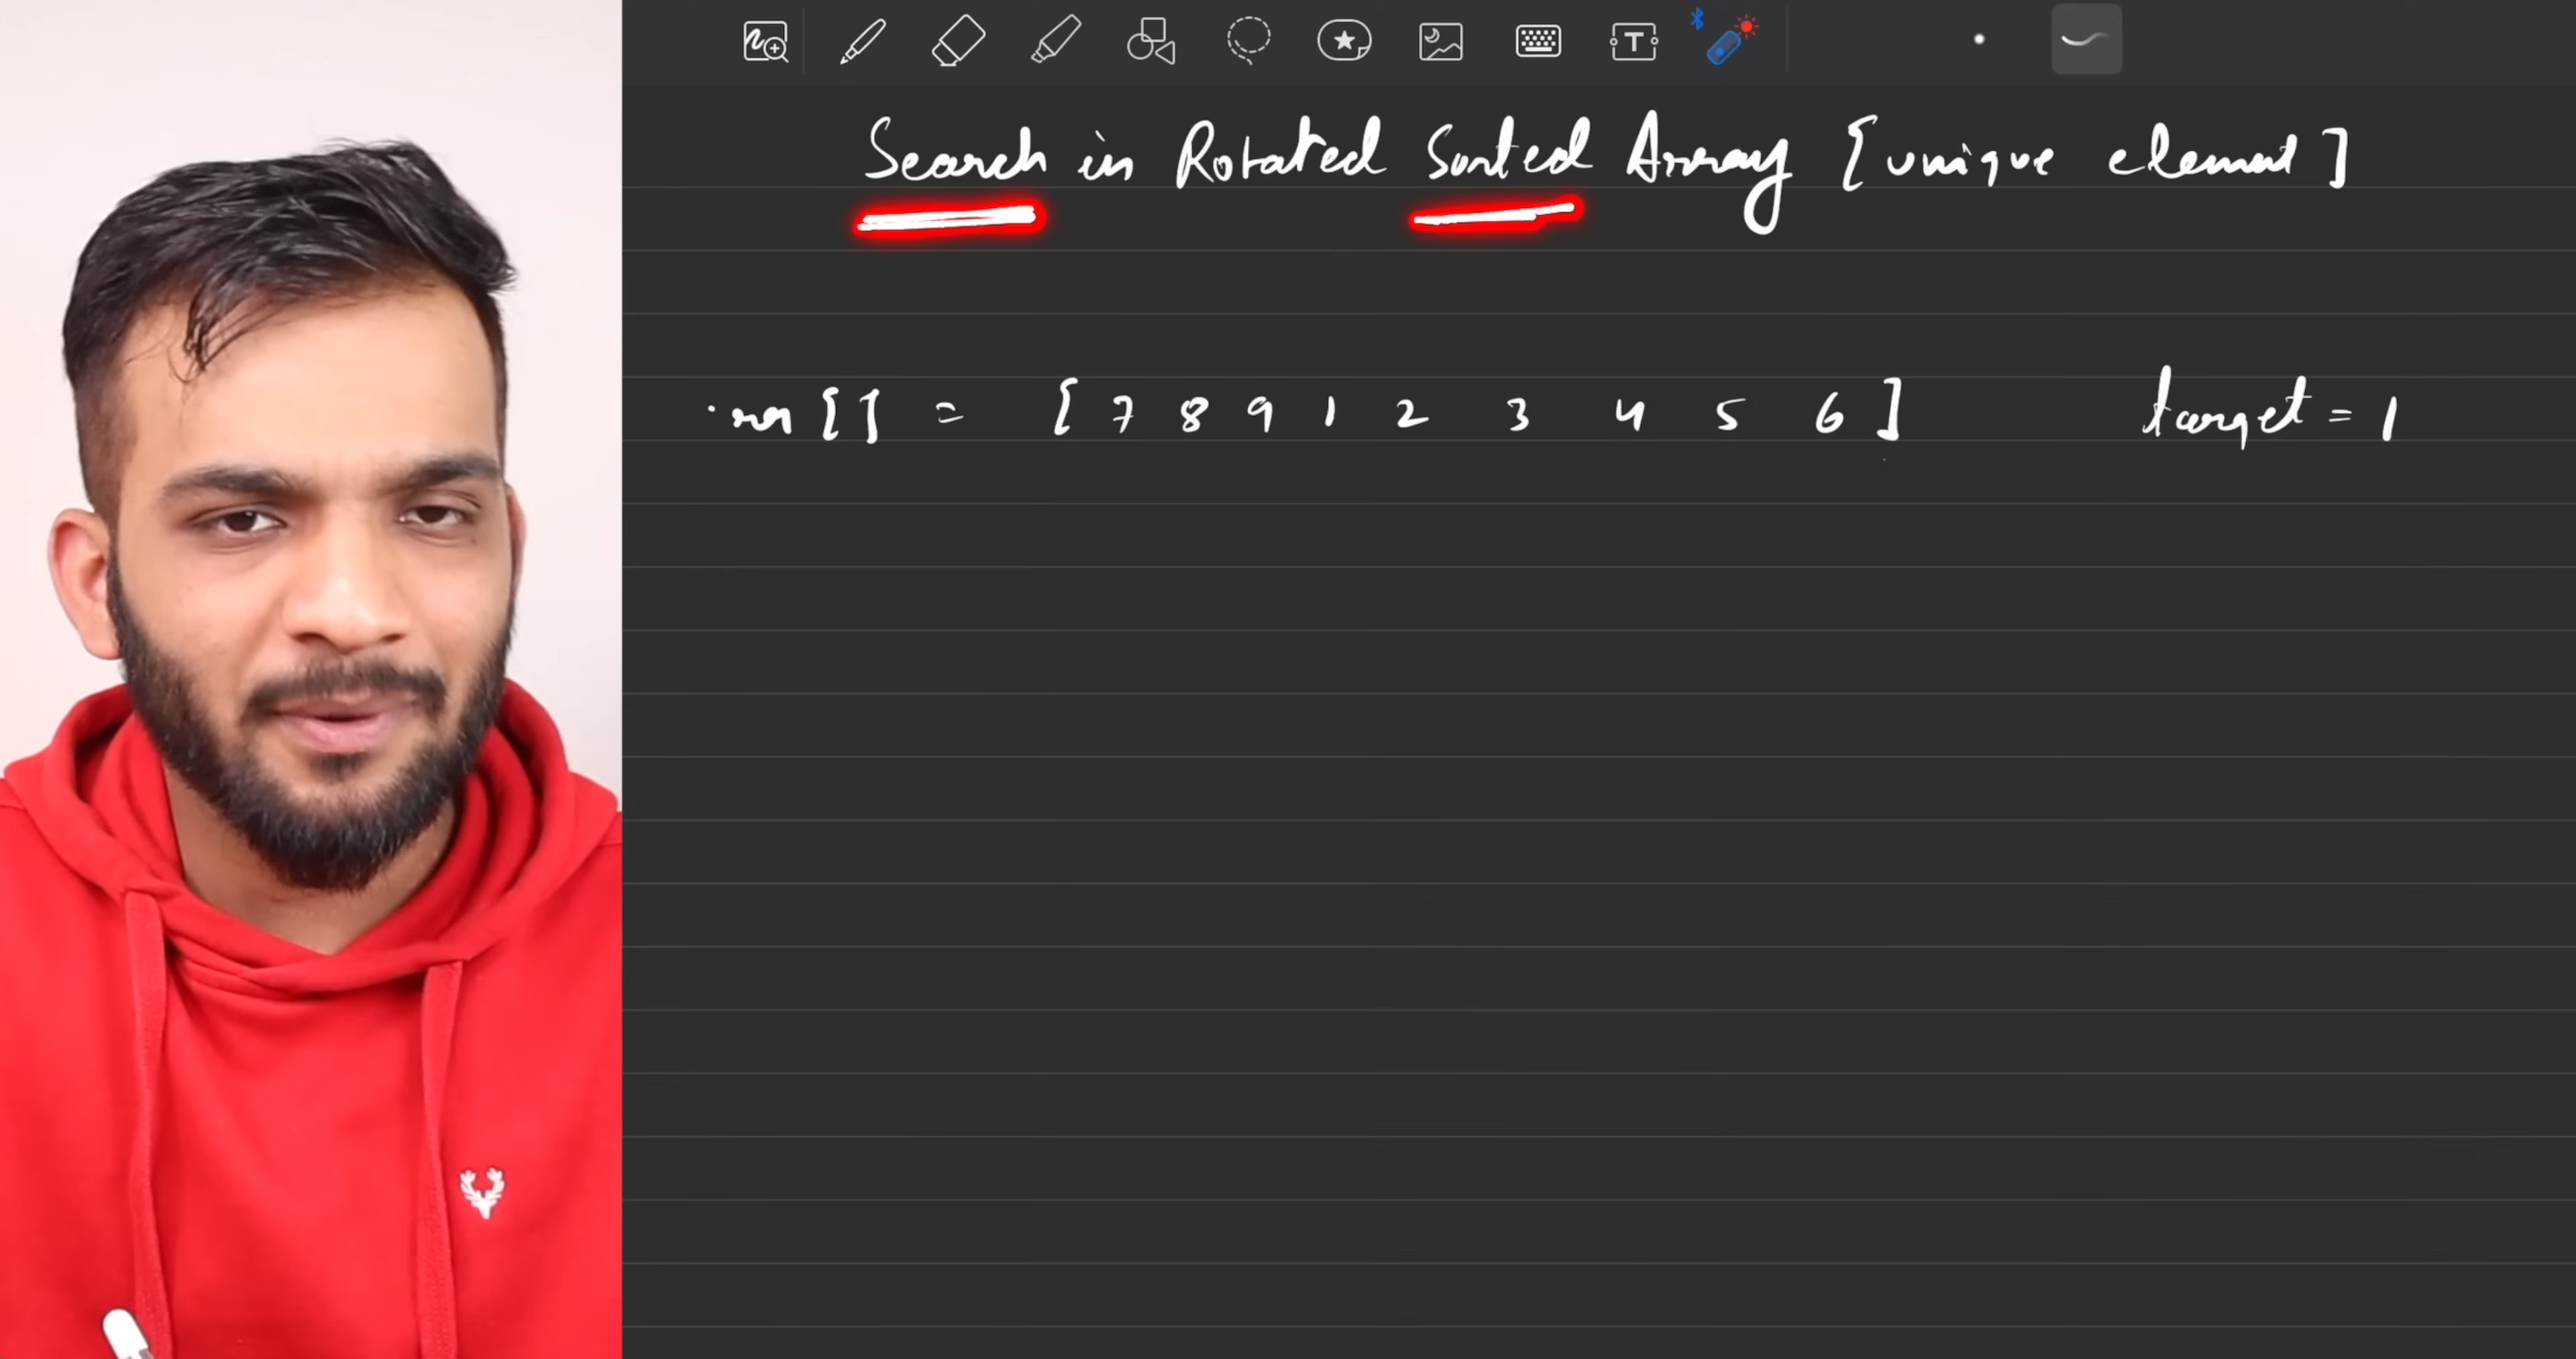 Search in Rotated Sorted Array [unique element]
arr [] = [ 7 8 9 1 2 3 4 5 6 ] target = 1